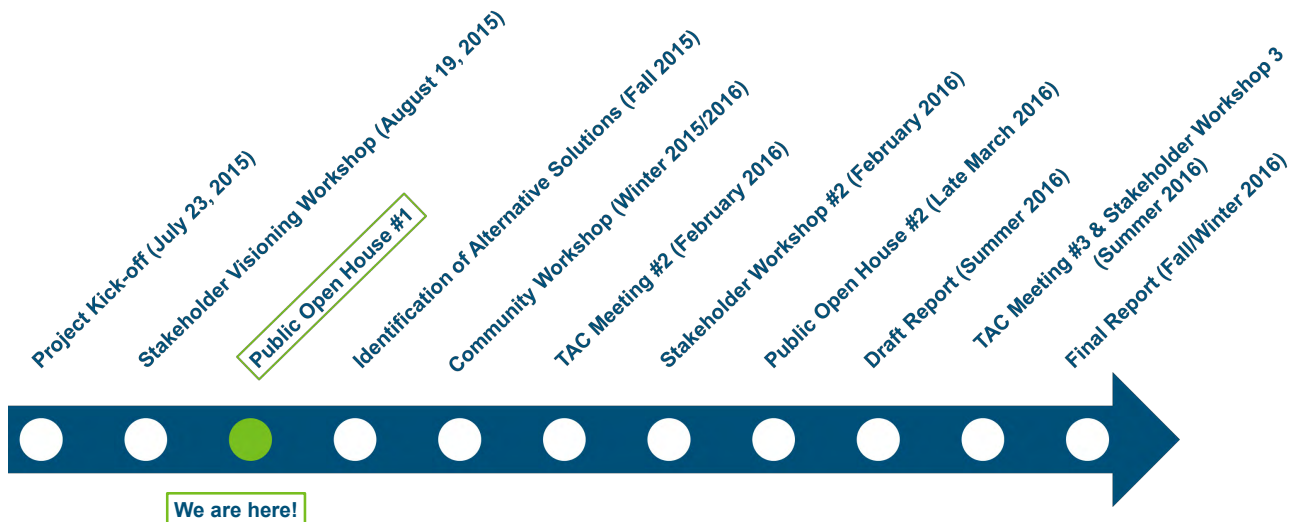 Project Kick-off (July 23, 2015)
Stakeholder Visioning Workshop (August 19, 2015)
Public Open House #1
Identification of Alternative Solutions (Fall 2015)
Community Workshop (Winter 2015/2016)
TAC Meeting #2 (February 2016)
Stakeholder Workshop #2 (February 2016)
Public Open House #2 (Late March 2016)
Draft Report (Summer 2016)
TAC Meeting #3 & Stakeholder Workshop 3
(Summer 2016)
Final Report (Fall/Winter 2016)
We are here!